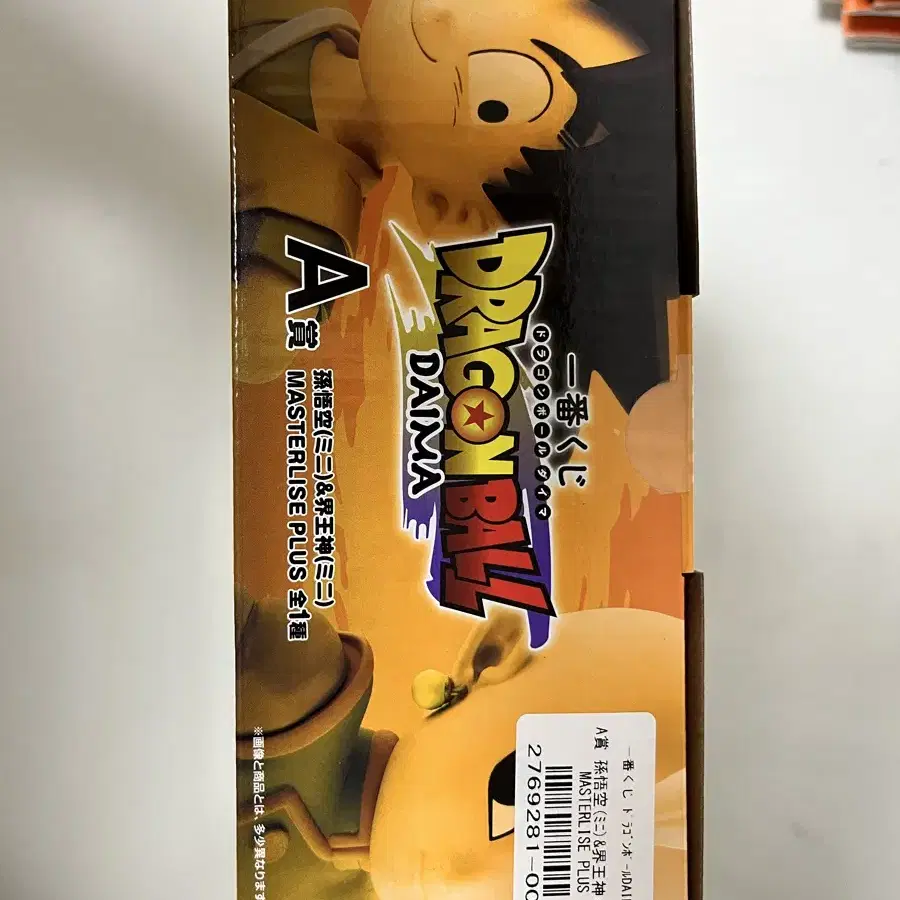 一番くじ
ドラゴンボールダイマ
DRAGONBALL
DAIMA
A賞
孫悟空(ミニ)&界王神(ミニ)
MASTERLISE PLUS 全1種
※画像と商品とは、多少異なります
一番くじ ﾄﾞﾗｺﾞﾝﾎﾞｰﾙDAI
A賞 孫悟空(ミニ)&界王神
MASTERLISE PLUS
2769281-00